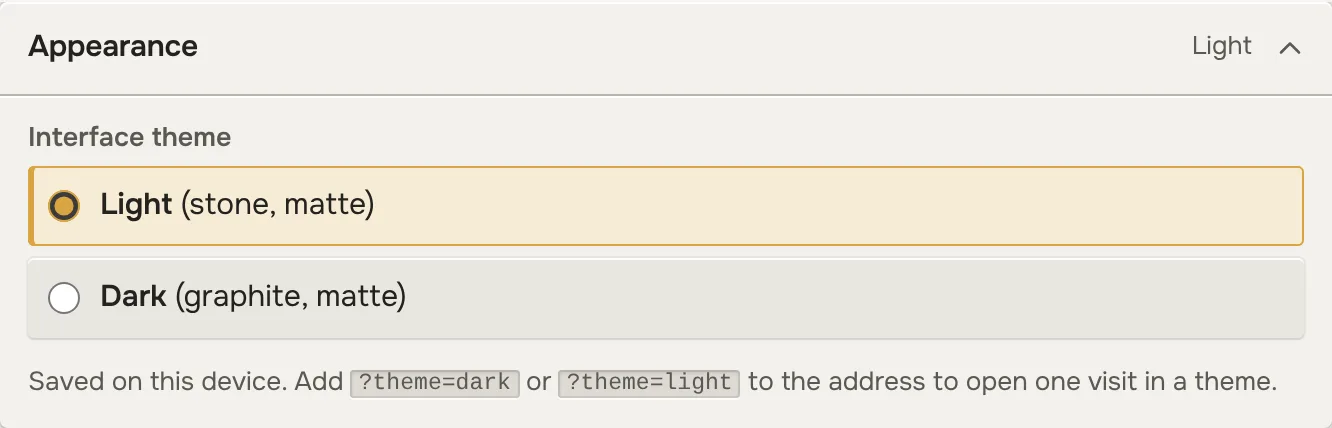 Appearance
Light
Interface theme
Light (stone, matte)
Dark (graphite, matte)
Saved on this device. Add ?theme=dark or ?theme=light to the address to open one visit in a theme.